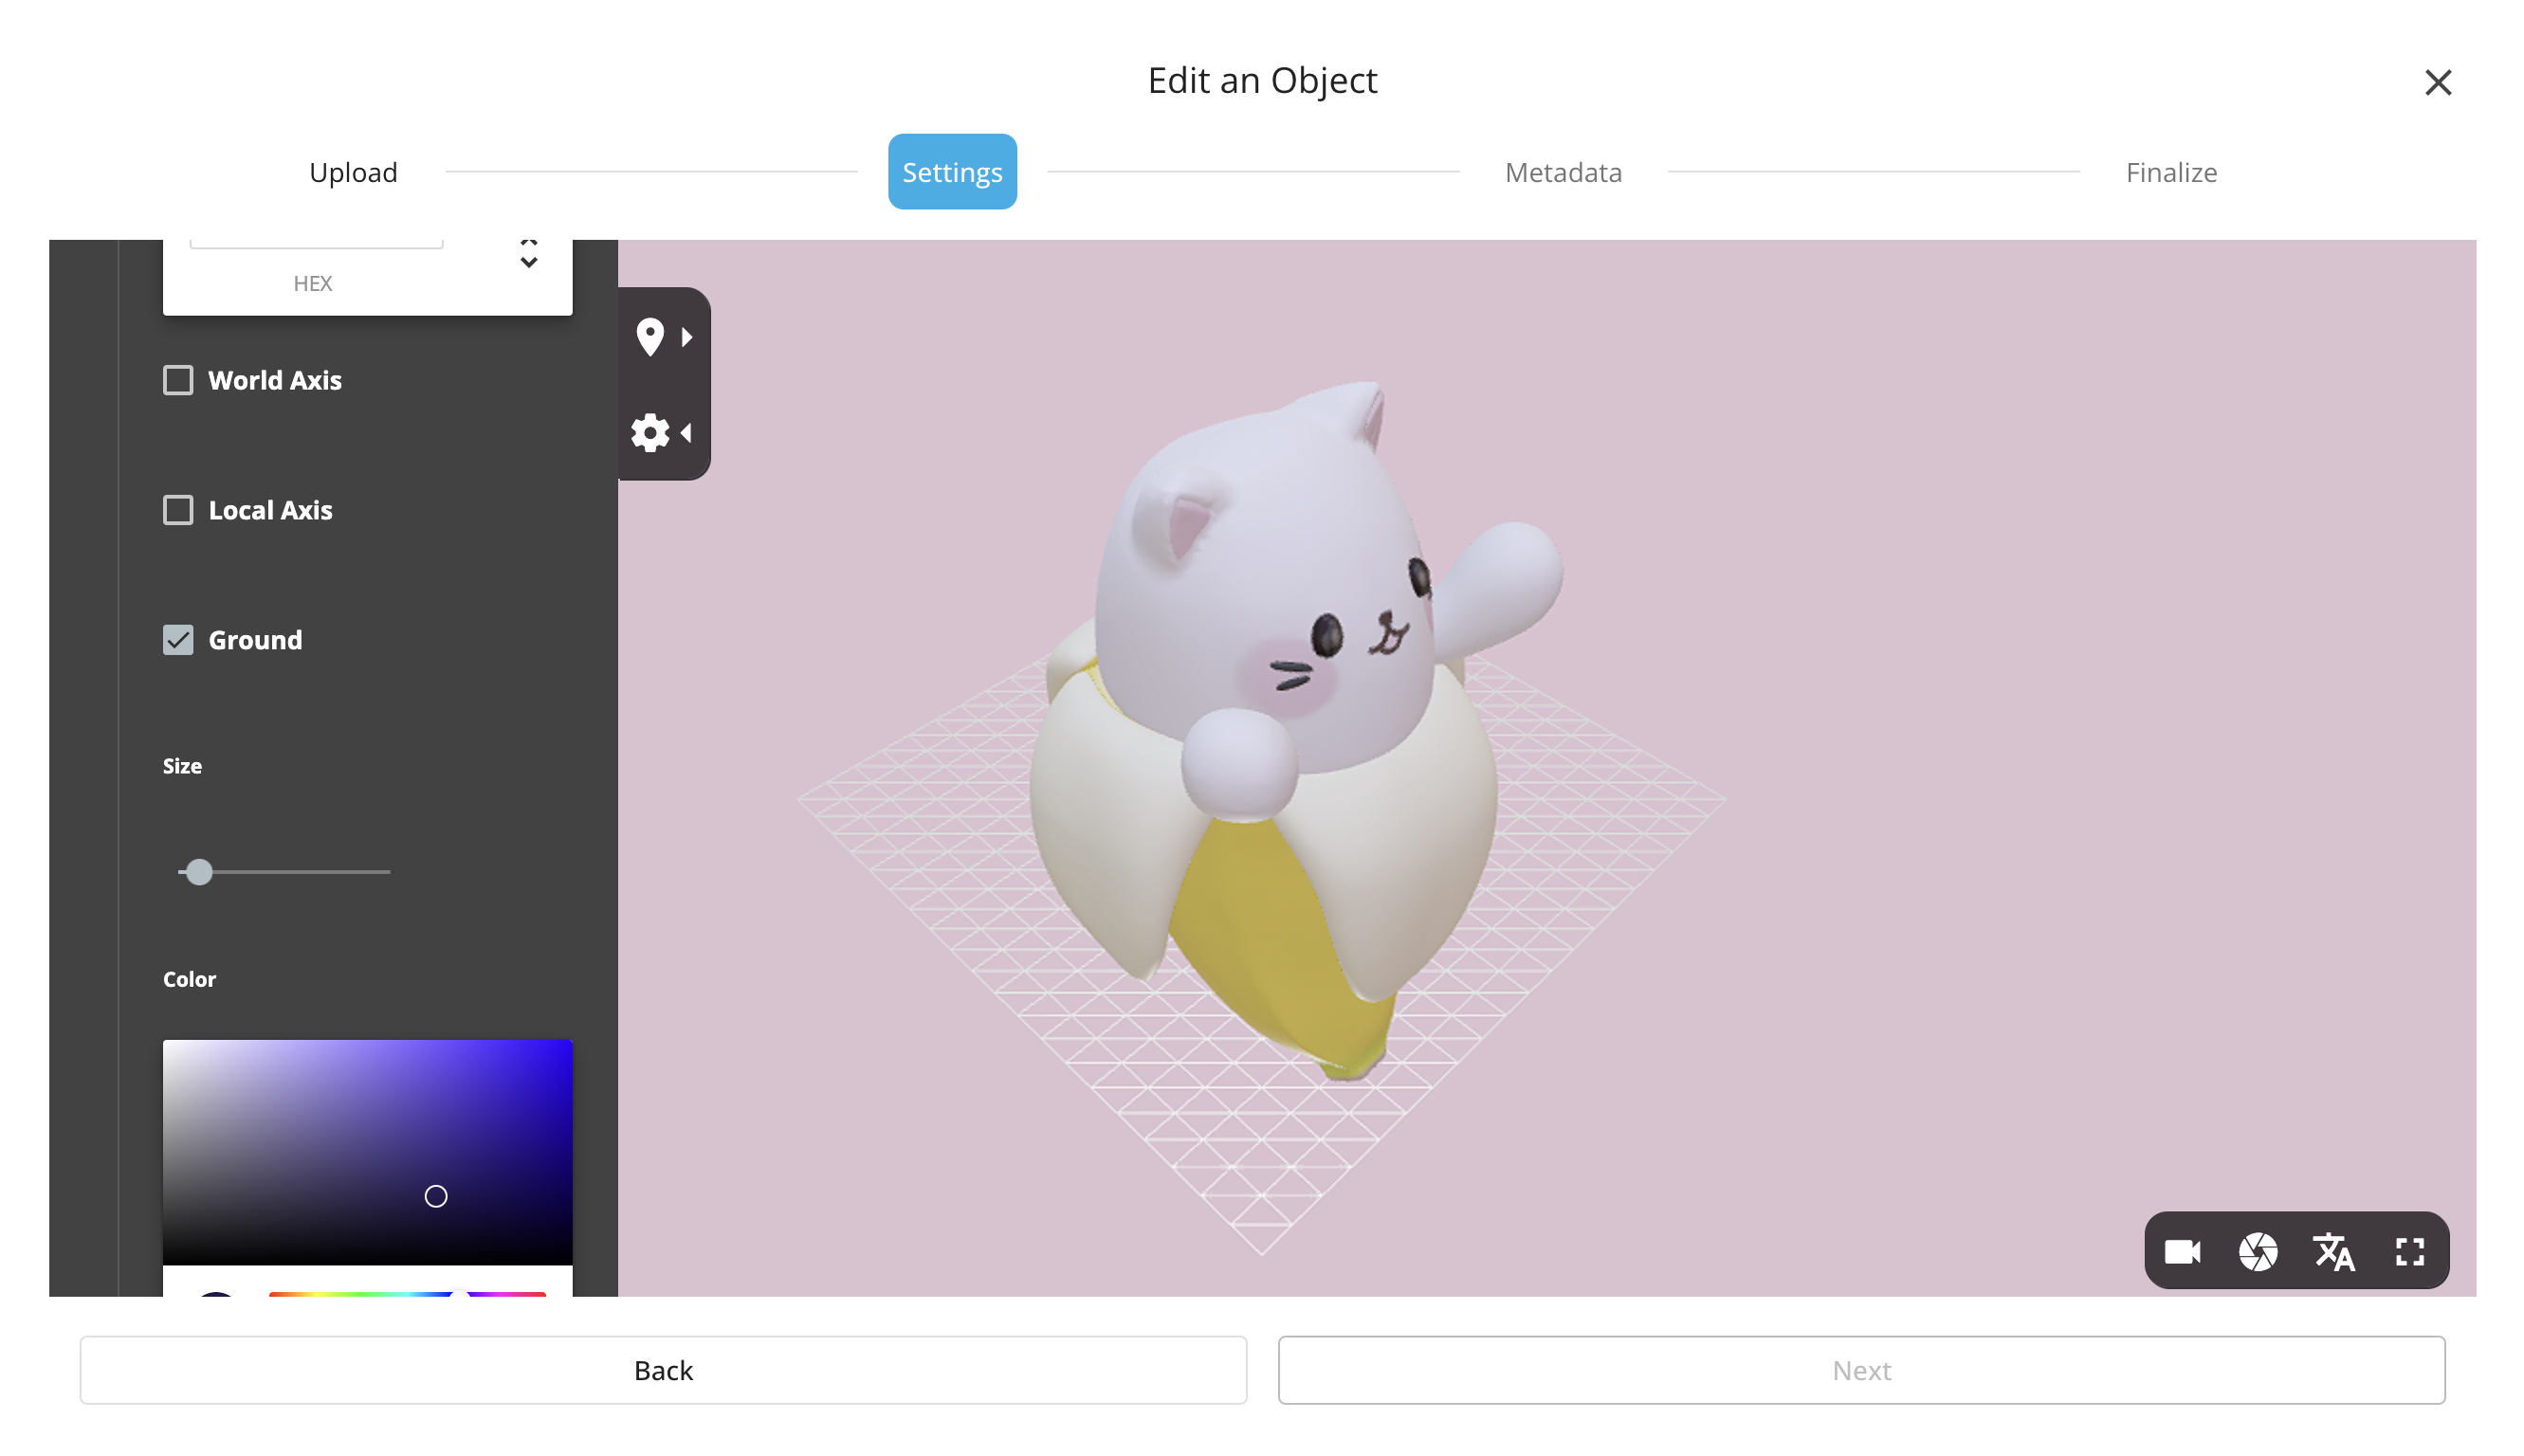 Edit an Object
Upload
Settings
Metadata
Finalize
HEX
World Axis
Local Axis
Ground
Size
Color
Back
Next